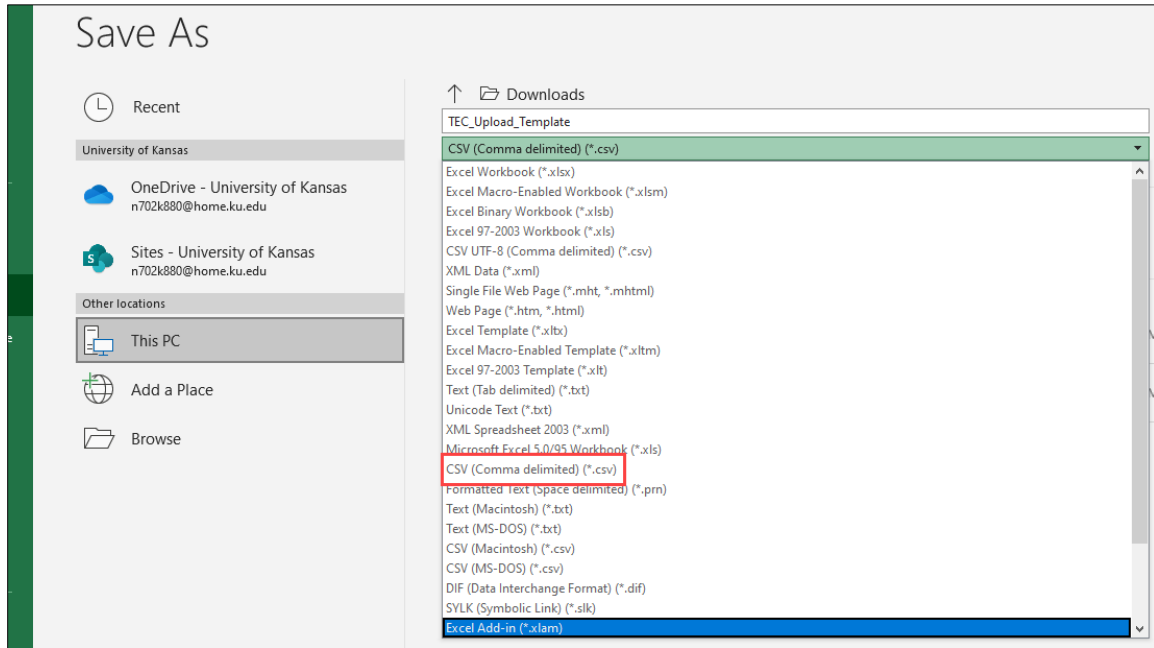 Save As
Recent
University of Kansas
OneDrive - University of Kansas
n702k880@home.ku.edu
Sites - University of Kansas
n702k880@home.ku.edu
Other locations
This PC
Add a Place
Browse
Downloads
TEC_Upload_Template
CSV (Comma delimited) (*.csv)
Excel Workbook (*.xlsx)
Excel Macro-Enabled Workbook (*.xlsm)
Excel Binary Workbook (*.xlsb)
Excel 97-2003 Workbook (*.xls)
CSV UTF-8 (Comma delimited) (*.csv)
XML Data (*.xml)
Single File Web Page (*.mht, *.mhtml)
Web Page (*.htm, *.html)
Excel Template (*.xltx)
Excel Macro-Enabled Template (*.xltm)
Excel 97-2003 Template (*.xlt)
Text (Tab delimited) (*.txt)
Unicode Text (*.txt)
XML Spreadsheet 2003 (*.xml)
Microsoft Excel 5.0/95 Workbook (*.xls)
CSV (Comma delimited) (*.csv)
Formatted Text (Space delimited) (*.prn)
Text (Macintosh) (*.txt)
Text (MS-DOS) (*.txt)
CSV (Macintosh) (*.csv)
CSV (MS-DOS) (*.csv)
DIF (Data Interchange Format) (*.dif)
SYLK (Symbolic Link) (*.slk)
Excel Add-in (*.xlam)